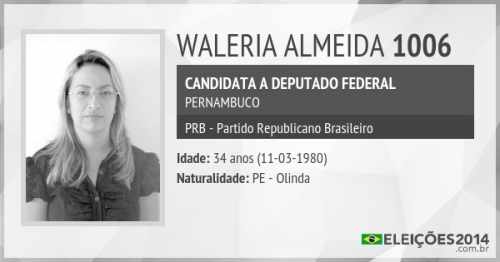 WALERIA ALMEIDA 1006
CANDIDATA A DEPUTADO FEDERAL
PERNAMBUCO
PRB - Partido Republicano Brasileiro
Idade: 34 anos (11-03-1980)
Naturalidade: PE - Olinda
ELEIÇÕES2014
.com.br